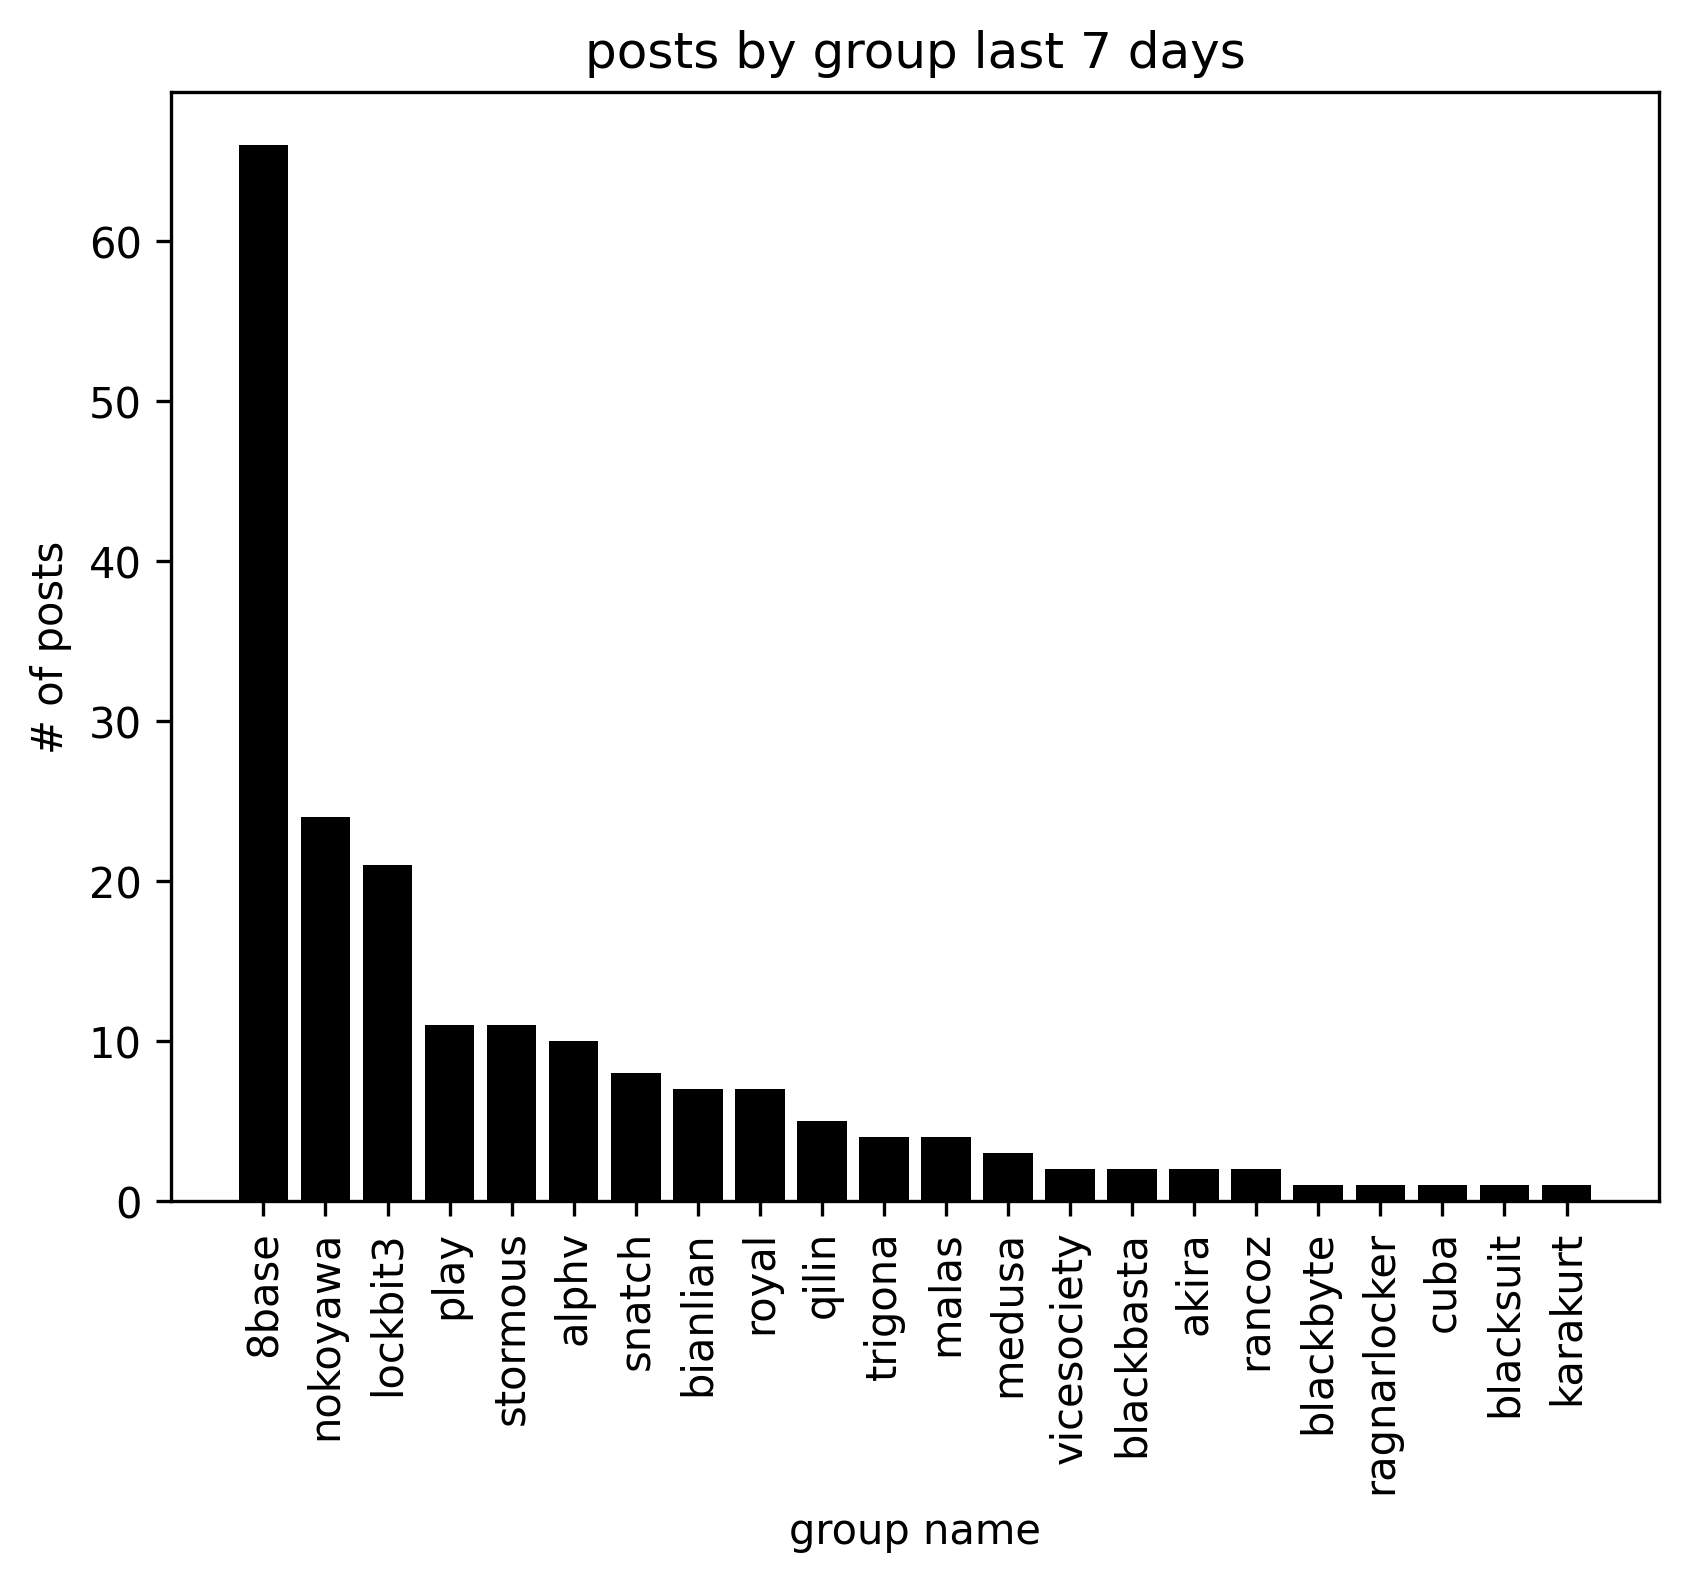 posts by group last 7 days
# of posts
60
50
40
30
20
10
0
8base
nokoyawa
lockbit3
play
stormous
alphv
snatch
bianlian
royal
qilin
trigona
malas
medusa
vicesociety
blackbasta
akira
rancoz
blackbyte
ragnarlocker
cuba
blacksuit
karakurt
group name